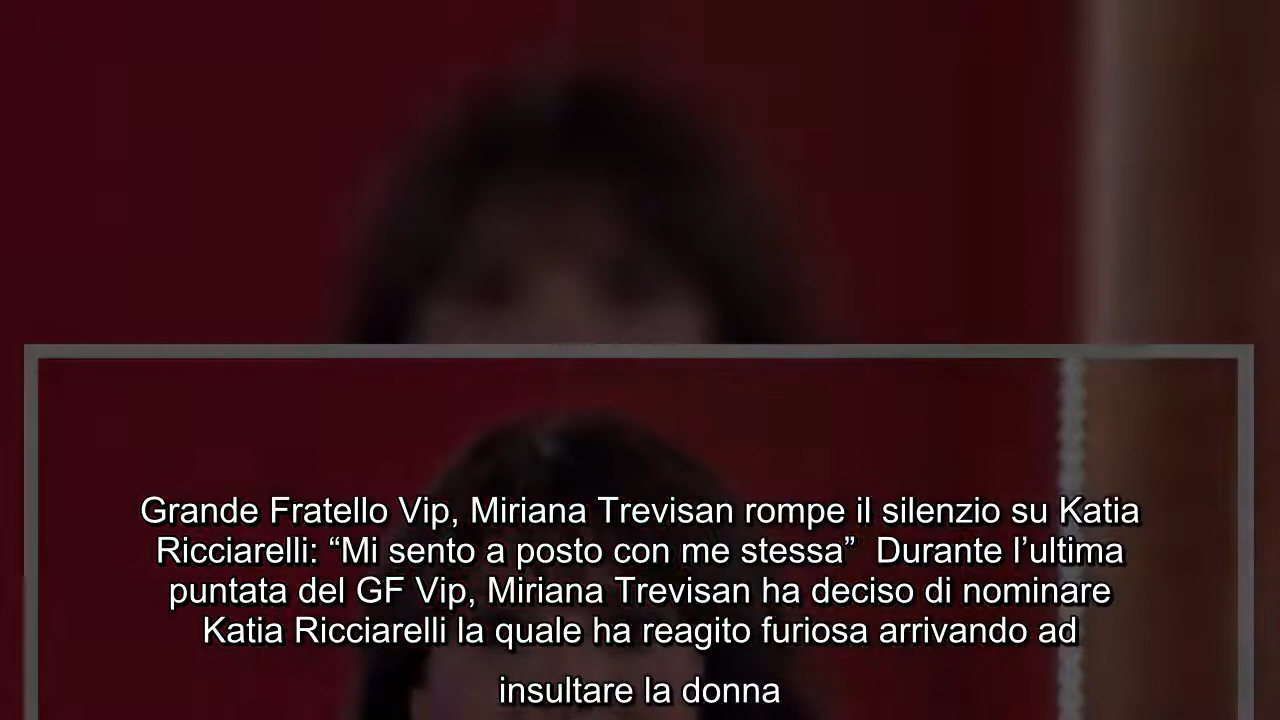 Grande Fratello Vip, Miriana Trevisan rompe il silenzio su Katia
Ricciarelli: “Mi sento a posto con me stessa”  Durante l’ultima
puntata del GF Vip, Miriana Trevisan ha deciso di nominare
Katia Ricciarelli la quale ha reagito furiosa arrivando ad
insultare la donna